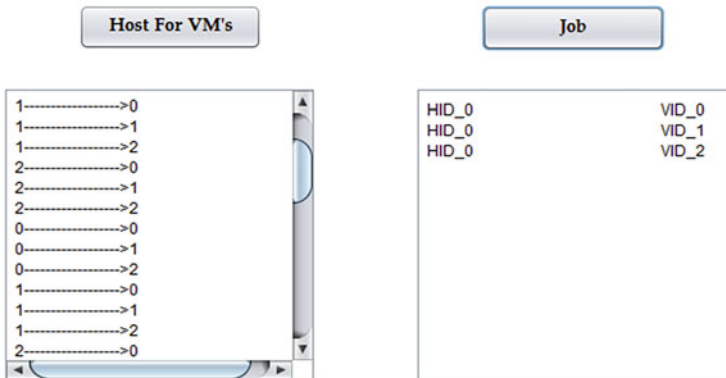 Host For VM's
Job
1------------------->0
1------------------->1
1------------------->2
2------------------->0
2------------------->1
2------------------->2
0------------------->0
0------------------->1
0------------------->2
1------------------->0
1------------------->1
1------------------->2
2------------------->0
HID_0 VID_0
HID_0 VID_1
HID_0 VID_2